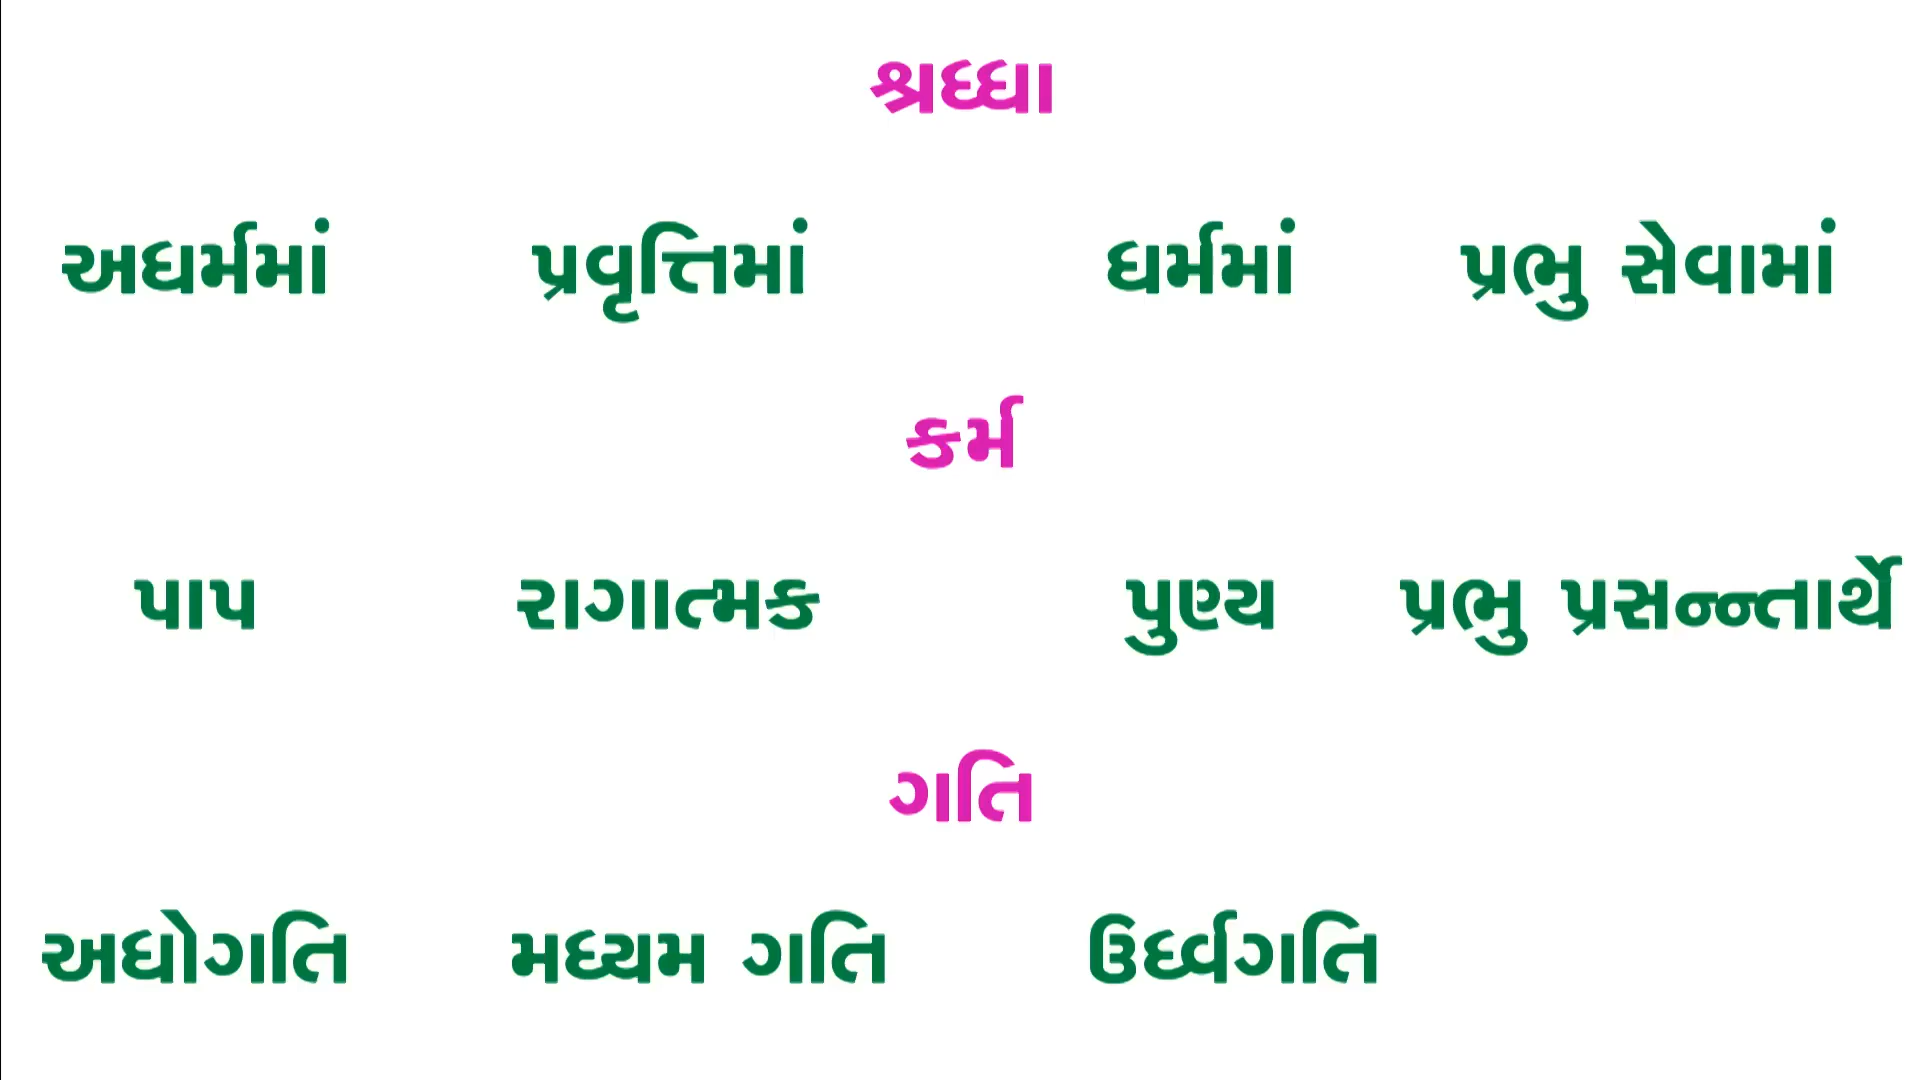 શ્રધ્ધા
અધર્મમાં પ્રવૃત્તિમાં ધર્મમાં પ્રભુ સેવામાં
કર્મ
પાપ રાગાત્મક પુણ્ય પ્રભુ પ્રસન્ન્તાર્થે
ગતિ
અધોગતિ મધ્યમ ગતિ ઉર્ધ્વગતિ